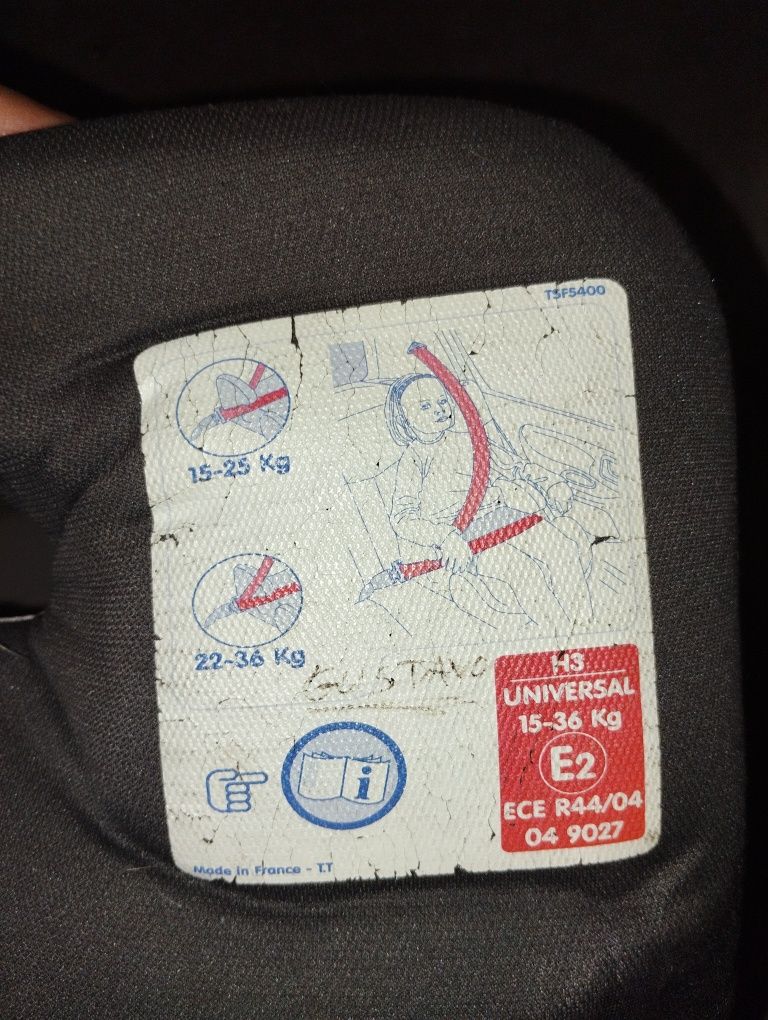 TSF5400
15-25 Kg
22-36 Kg
GUSTAVO
H3
UNIVERSAL
15-36 Kg
E2
ECE R44/04
04 9027
i
Made in France - T.T